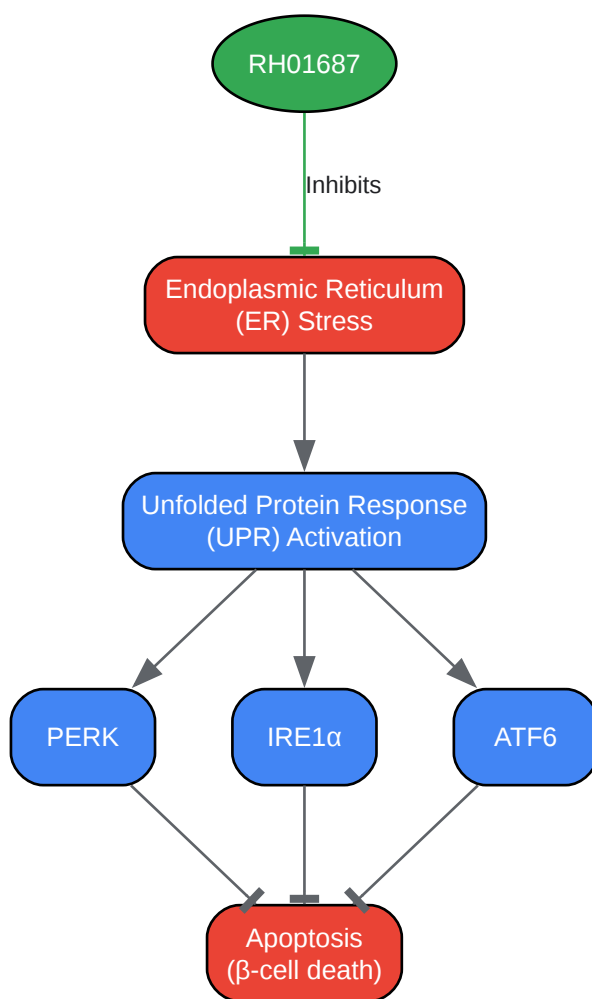 RH01687
Inhibits
Endoplasmic Reticulum
(ER) Stress
Unfolded Protein Response
(UPR) Activation
PERK
IRE1α
ATF6
Apoptosis
(β-cell death)